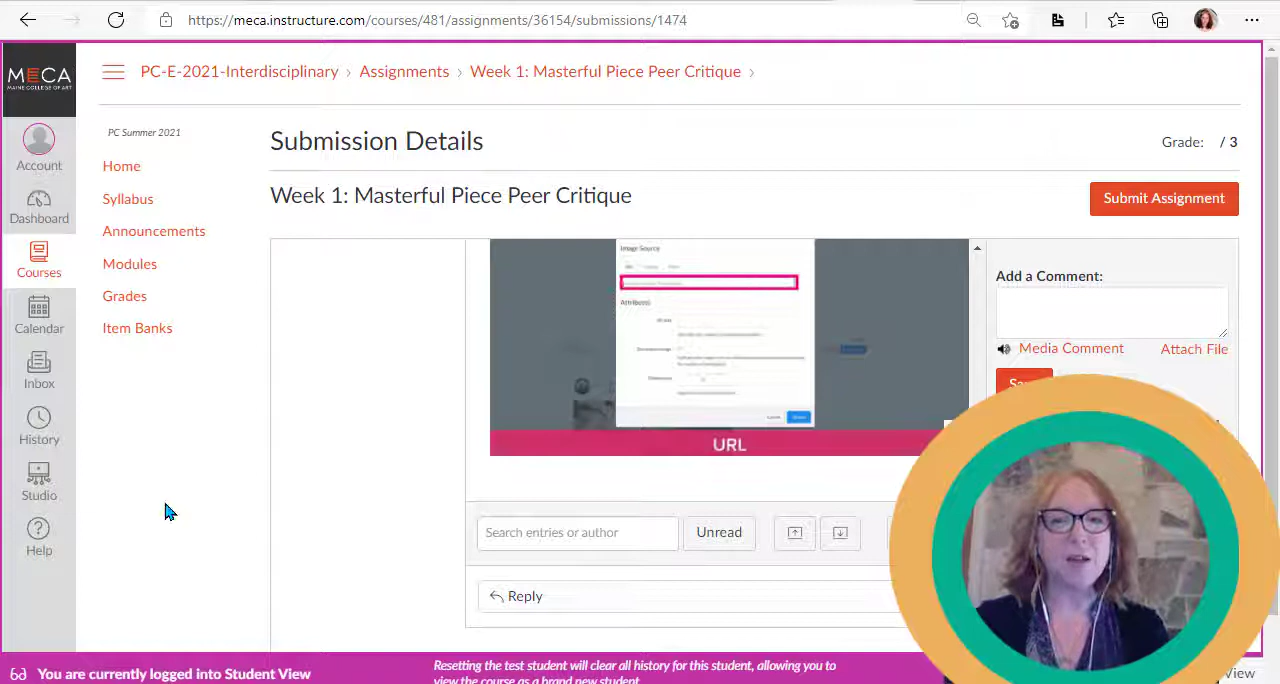 https://meca.instructure.com/courses/481/assignments/36154/submissions/1474
MECA
MAINE COLLEGE OF ART
PC-E-2021-Interdisciplinary › Assignments › Week 1: Masterful Piece Peer Critique ›
Account
Dashboard
Courses
Calendar
Inbox
History
Studio
Help
PC Summer 2021
Home
Syllabus
Announcements
Modules
Grades
Item Banks
Submission Details
Grade: / 3
Week 1: Masterful Piece Peer Critique
Submit Assignment
Image Source
Attributes
URL
Add a Comment:
Media Comment
Attach File
Search entries or author
Unread
Reply
You are currently logged into Student View
Resetting the test student will clear all history for this student, allowing you to
view the course as a brand new student.
View